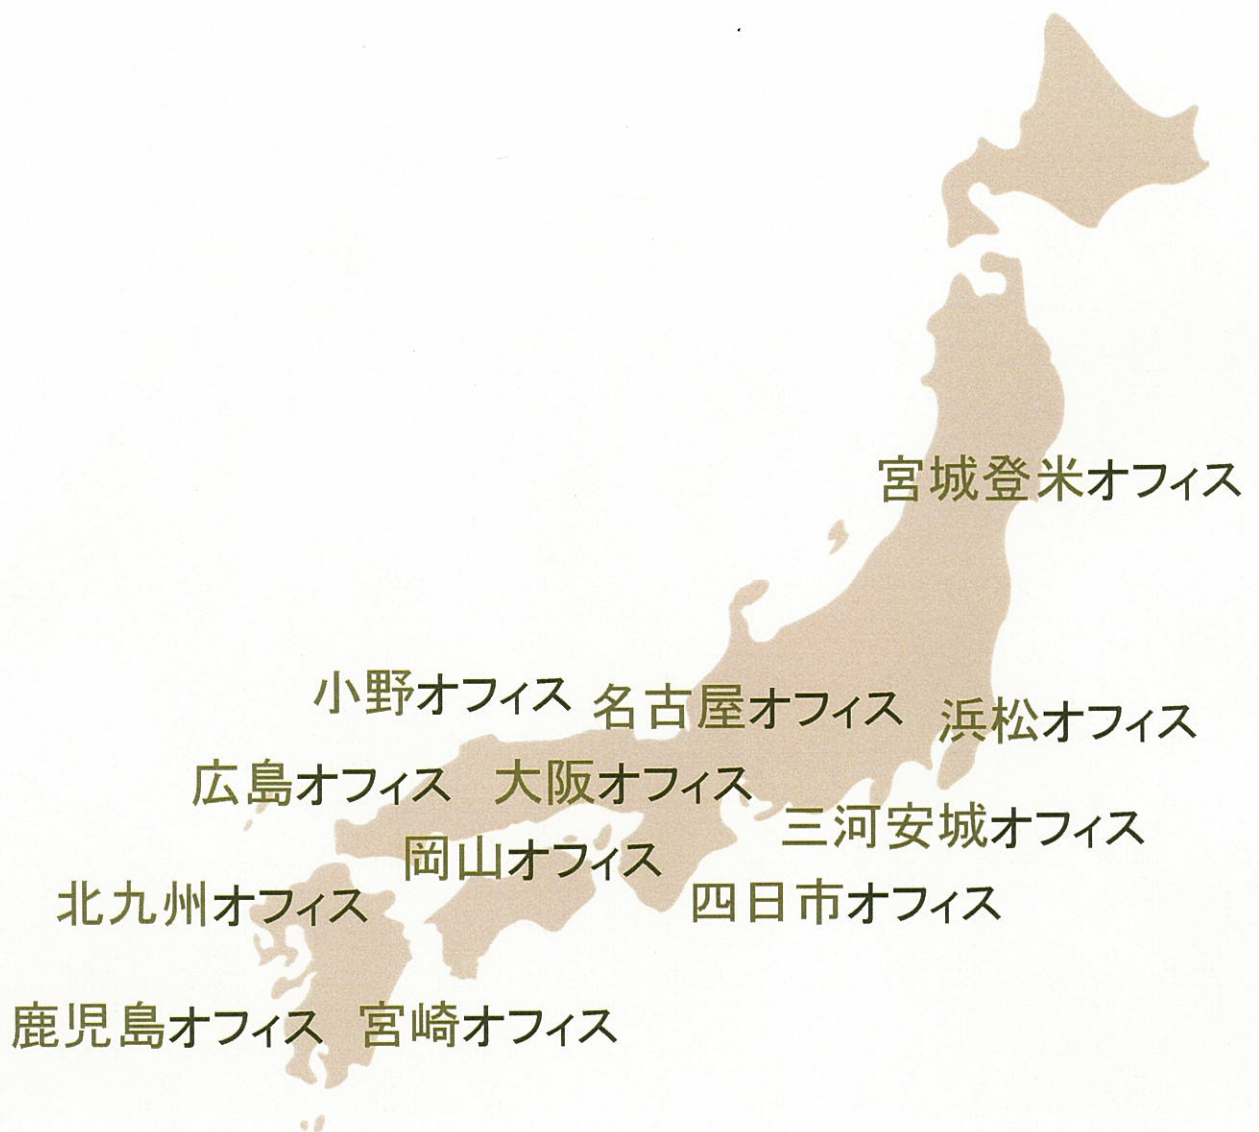 宮城登米オフィス
小野オフィス
名古屋オフィス
浜松オフィス
広島オフィス
大阪オフィス
三河安城オフィス
岡山オフィス
北九州オフィス
四日市オフィス
鹿児島オフィス
宮崎オフィス